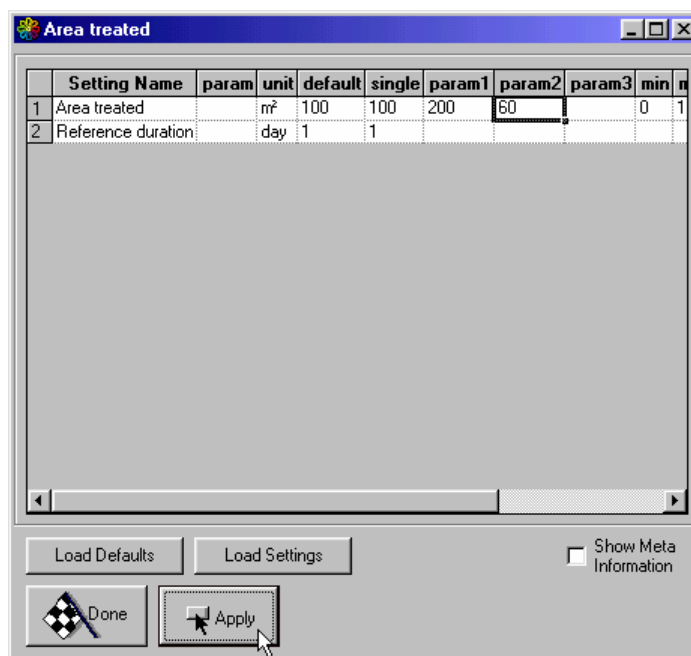 Area treated
Setting Name param unit default single param1 param2 param3 min
1 Area treated m² 100 100 200 60 0 1
2 Reference duration day 1 1
Load Defaults Load Settings Show Meta
Information
Done Apply